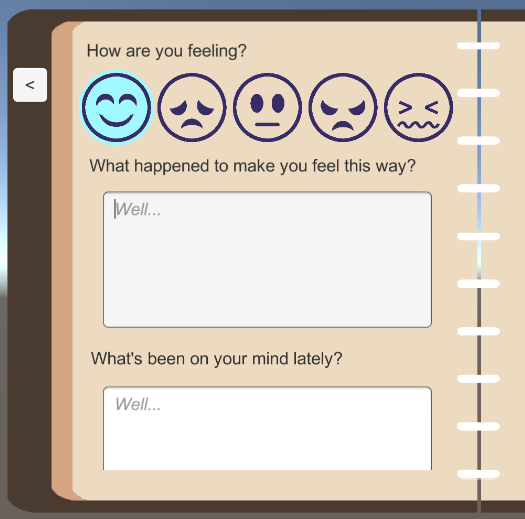 How are you feeling?
<
What happened to make you feel this way?
Well...
What's been on your mind lately?
Well...